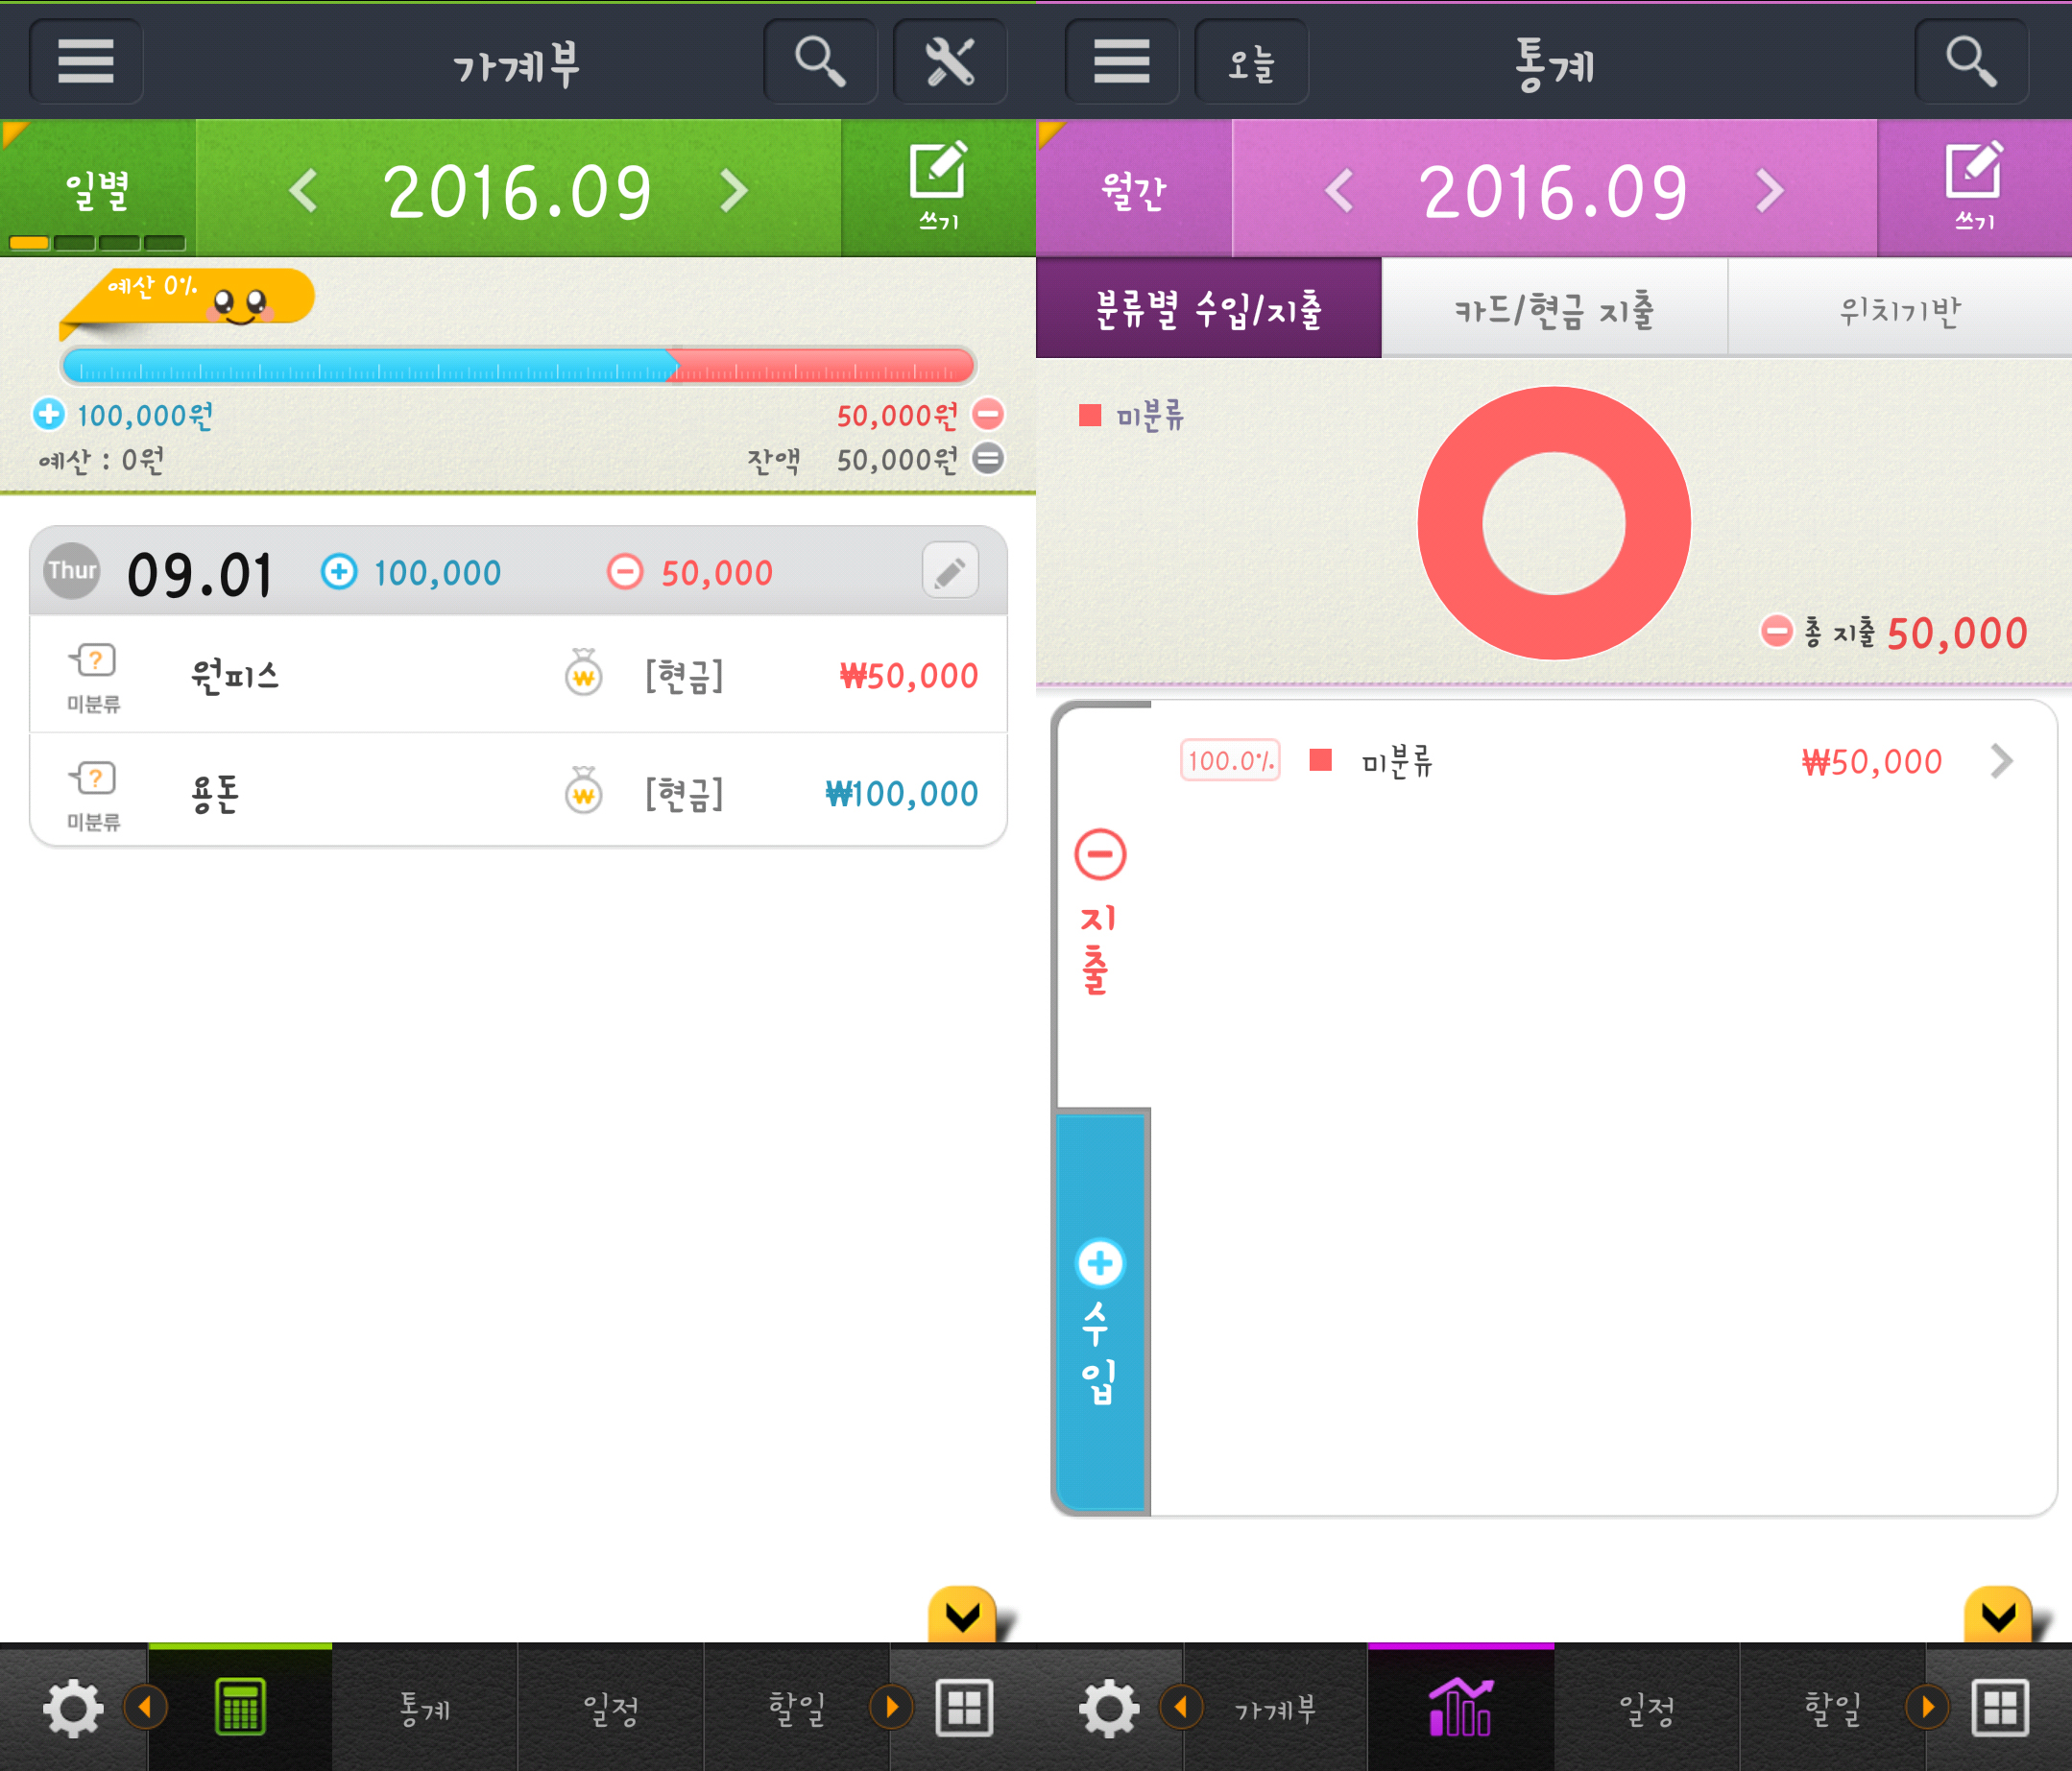 가계부
일별
2016.09
쓰기
예산 0%
100,000원
50,000원
예산 : 0원
잔액 50,000원
Thur 09.01 100,000 50,000
미분류 원피스 ₩ [현금] ₩50,000
미분류 용돈 ₩ [현금] ₩100,000
통계 일정 할일
오늘 통계
월간
2016.09
쓰기
분류별 수입/지출 카드/현금 지출 위치기반
미분류
총 지출 50,000
100.0% 미분류 ₩50,000
지출
수입
가계부 일정 할일